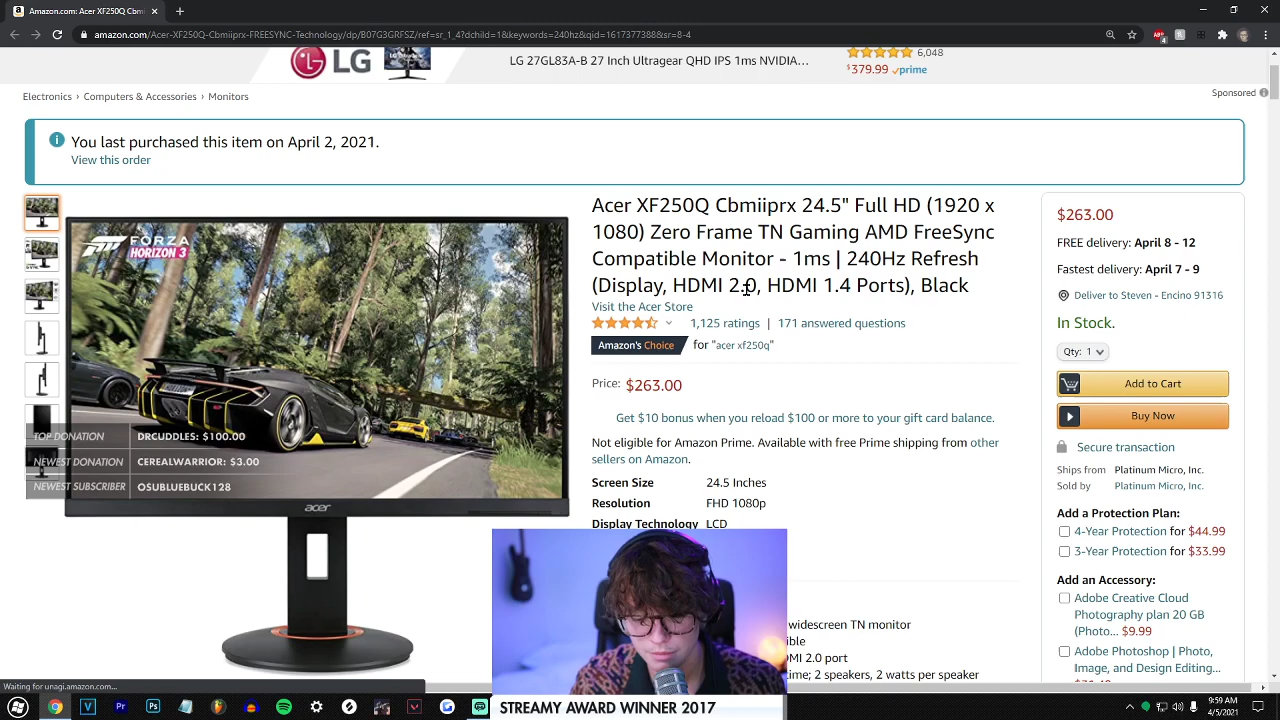 Amazon.com: Acer XF250Q Cbmi
amazon.com/Acer-XF250Q-Cbmiiprx-FREESYNC-Technology/dp/B07G3GRFSZ/ref=sr_1_4?dchild=1&keywords=240hz&qid=1617377388&sr=8-4
LG
LG 27GL83A-B 27 Inch Ultragear QHD IPS 1ms NVIDIA…
6,048
$379.99 prime
Electronics › Computers & Accessories › Monitors
Sponsored
You last purchased this item on April 2, 2021.
View this order
FORZA
HORIZON 3
TOP DONATION DRCUDDLES: $100.00
NEWEST DONATION CEREALWARRIOR: $3.00
NEWEST SUBSCRIBER OSUBLUEBUCK128
acer
Acer XF250Q Cbmiiprx 24.5" Full HD (1920 x
1080) Zero Frame TN Gaming AMD FreeSync
Compatible Monitor - 1ms | 240Hz Refresh
(Display, HDMI 2.0, HDMI 1.4 Ports), Black
Visit the Acer Store
1,125 ratings | 171 answered questions
Amazon's Choice for "acer xf250q"
Price: $263.00
Get $10 bonus when you reload $100 or more to your gift card balance.
Not eligible for Amazon Prime. Available with free Prime shipping from other
sellers on Amazon.
Screen Size 24.5 Inches
Resolution FHD 1080p
Display Technology LCD
widescreen TN monitor
ible
DMI 2.0 port
ime; 2 speakers, 2 watts per speaker
$263.00
FREE delivery: April 8 - 12
Fastest delivery: April 7 - 9
Deliver to Steven - Encino 91316
In Stock.
Qty: 1
Add to Cart
Buy Now
Secure transaction
Ships from Platinum Micro, Inc.
Sold by Platinum Micro, Inc.
Add a Protection Plan:
4-Year Protection for $44.99
3-Year Protection for $33.99
Add an Accessory:
Adobe Creative Cloud
Photography plan 20 GB
(Photo... $9.99
Adobe Photoshop | Photo,
Image, and Design Editing...
Waiting for unagi.amazon.com...
STREAMY AWARD WINNER 2017
9:59 AM
4/5/2021